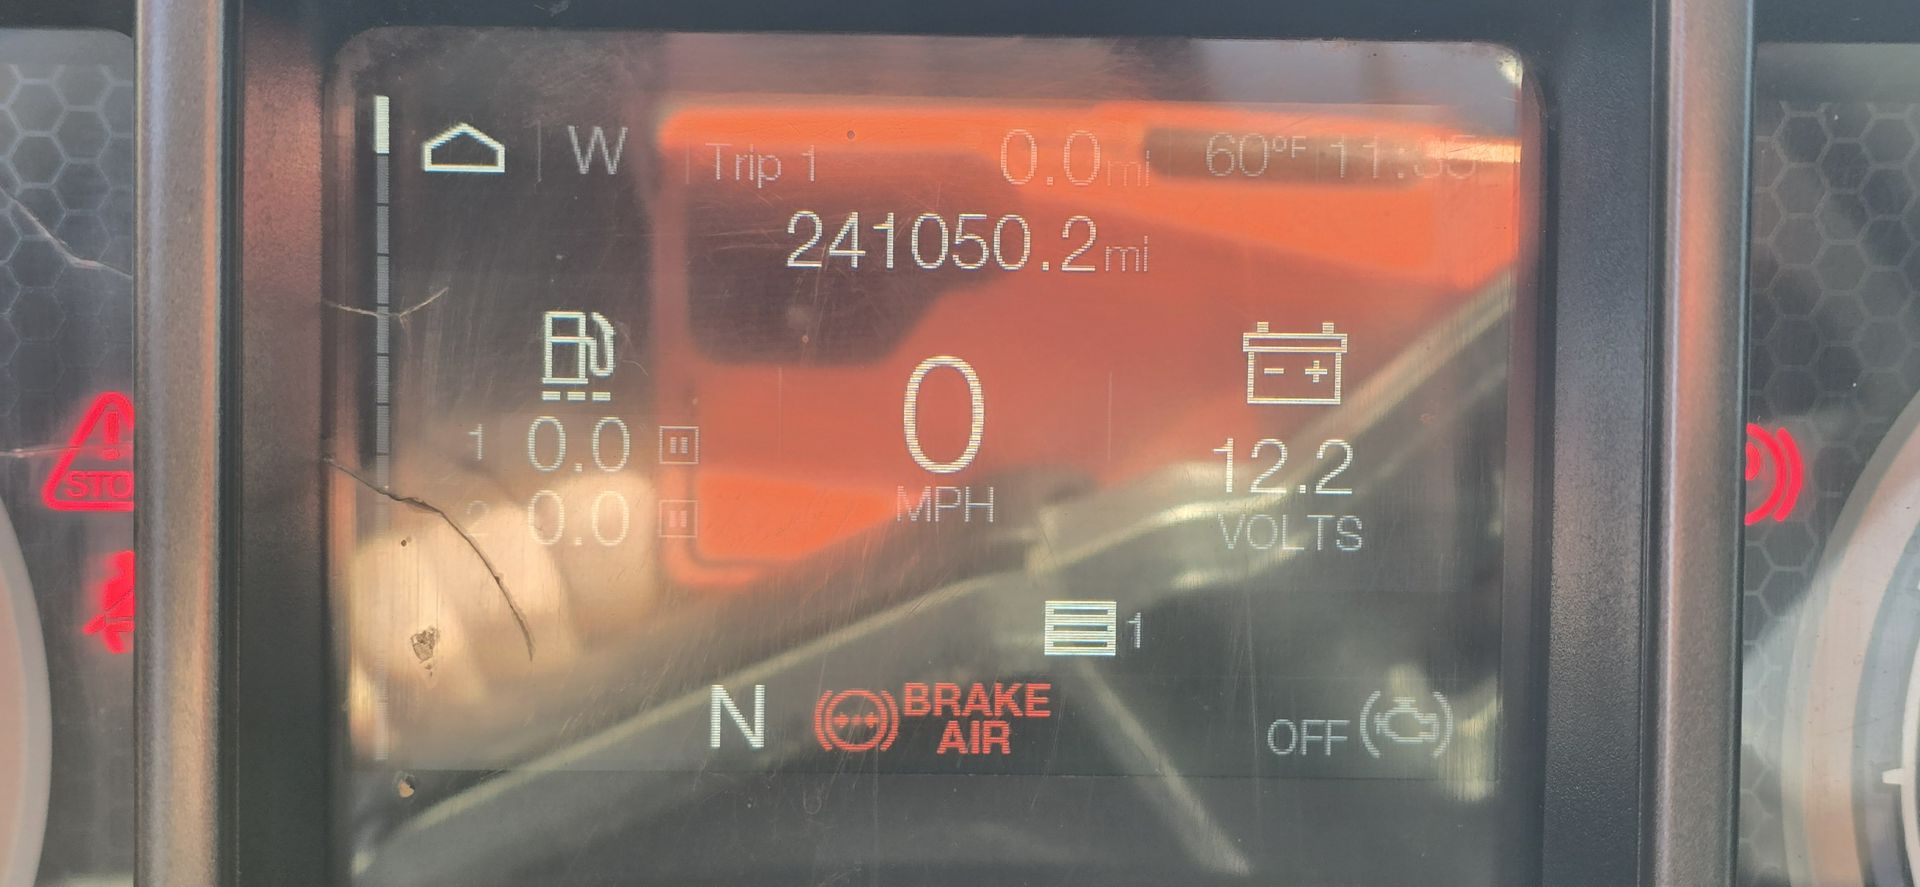 W Trip 1 0.0mi 60°F
241050.2mi
1 0.0
2 0.0
0
MPH
12.2
VOLTS
1
N BRAKE
AIR
OFF